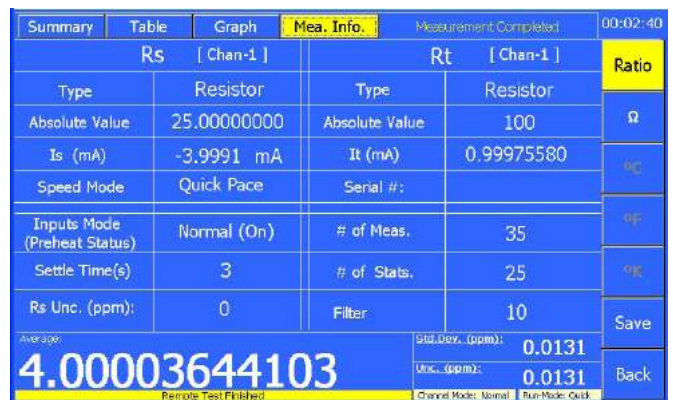 Summary Table Graph Mea. Info. Measurement Completed 00:02:40
Rs [ Chan-1 ] Rt [ Chan-1 ] Ratio
Type Resistor Type Resistor
Absolute Value 25.00000000 Absolute Value 100 Ω
Is (mA) -3.9991 mA It (mA) 0.99975580 ºC
Speed Mode Quick Pace Serial #:
Inputs Mode
(Preheat Status) Normal (On) # of Meas. 35 ºF
Settle Time(s) 3 # of Stats. 25 ºK
Rs Unc. (ppm): 0 Filter 10 Save
Average: Std.Dev. (ppm): 0.0131
4.00003644103 Unc. (ppm): 0.0131 Back
Remote Test Finished Channel Mode: Normal Run-Mode: Quick